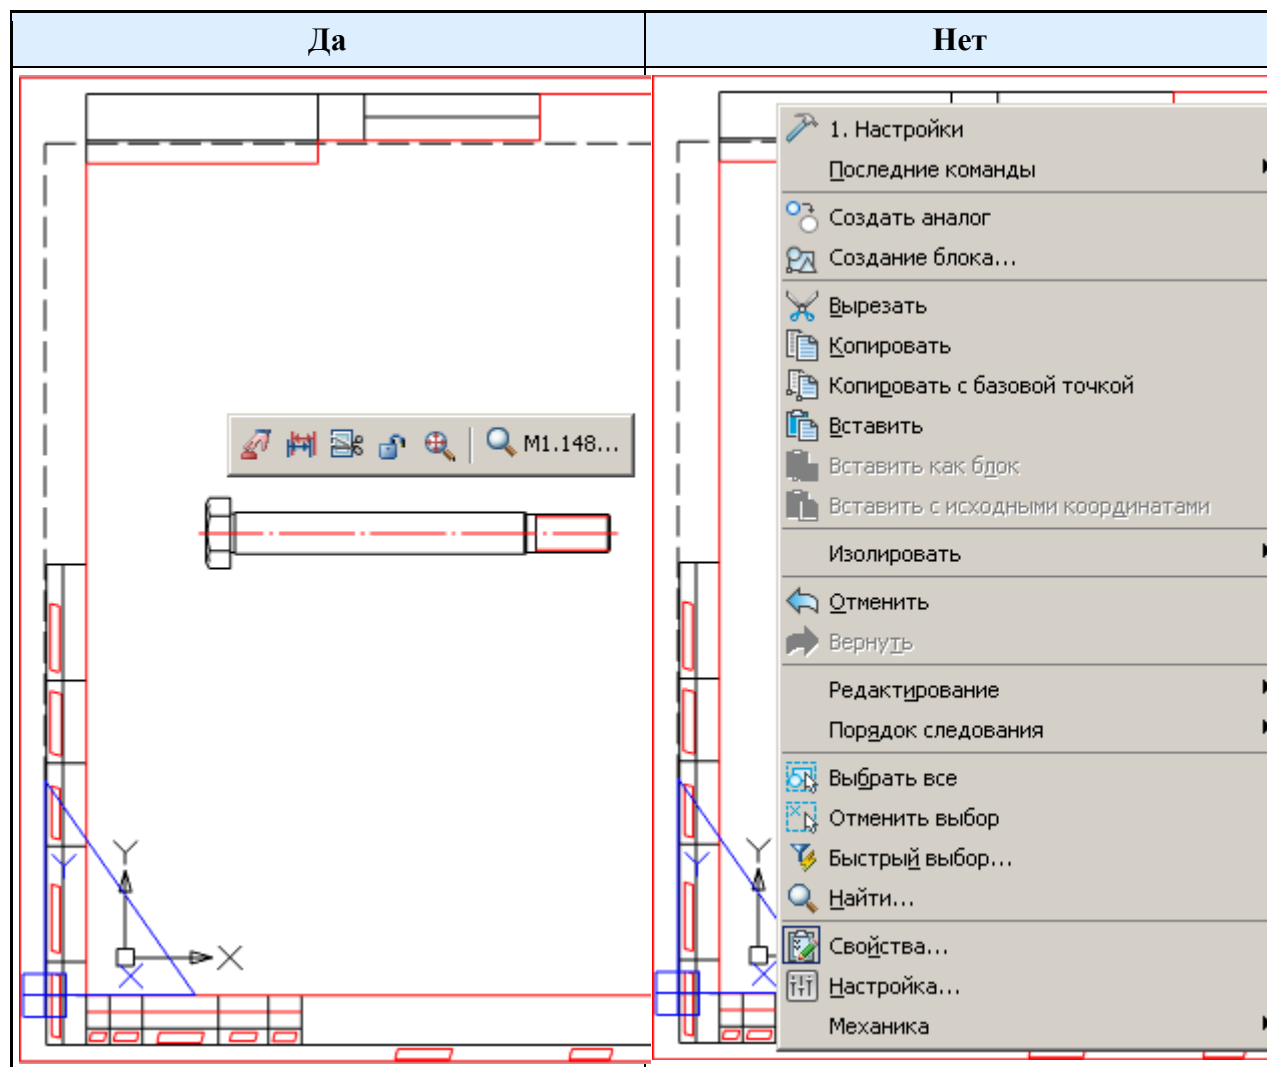 Да
Нет
M1.148...
Y
X
Y
X
1. Настройки
Последние команды
Создать аналог
Создание блока...
Вырезать
Копировать
Копировать с базовой точкой
Вставить
Вставить как блок
Вставить с исходными координатами
Изолировать
Отменить
Вернуть
Редактирование
Порядок следования
Выбрать все
Отменить выбор
Быстрый выбор...
Найти...
Свойства...
Настройка...
Механика
Y
Y
X